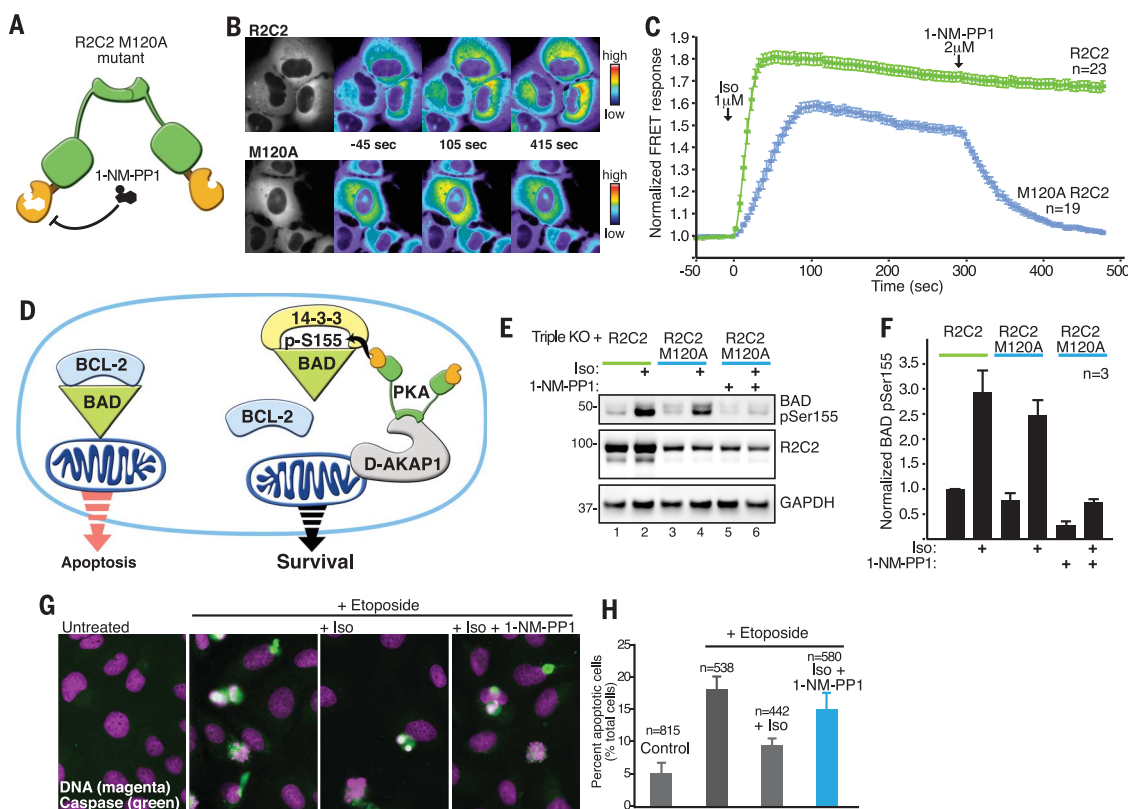 A
R2C2 M120A
mutant
1-NM-PP1
B
R2C2
high
low
-45 sec
105 sec
415 sec
M120A
high
low
C
Normalized FRET response
1.9
1.8
1.7
1.6
1.5
1.4
1.3
1.2
1.1
1.0
Iso
1μM
1-NM-PP1
2μM
R2C2
n=23
M120A R2C2
n=19
-50
0
100
200
300
400
500
Time (sec)
D
BCL-2
BAD
Apoptosis
14-3-3
p-S155
BAD
BCL-2
PKA
D-AKAP1
Survival
E
Triple KO +
R2C2
R2C2
M120A
R2C2
M120A
Iso:
+
+
+
1-NM-PP1:
+
+
50-
BAD
pSer155
100-
R2C2
37-
GAPDH
1
2
3
4
5
6
F
Normalized BAD pSer155
R2C2
R2C2
M120A
R2C2
M120A
n=3
4.0
3.5
3.0
2.5
2.0
1.5
1.0
0.5
Iso:
+
+
+
1-NM-PP1:
+
+
G
+ Etoposide
Untreated
+ Iso
+ Iso + 1-NM-PP1
DNA (magenta)
Caspase (green)
H
Percent apoptotic cells
(% total cells)
25
20
15
10
5
0
+ Etoposide
n=815
Control
n=538
n=442
+ Iso
n=580
Iso +
1-NM-PP1